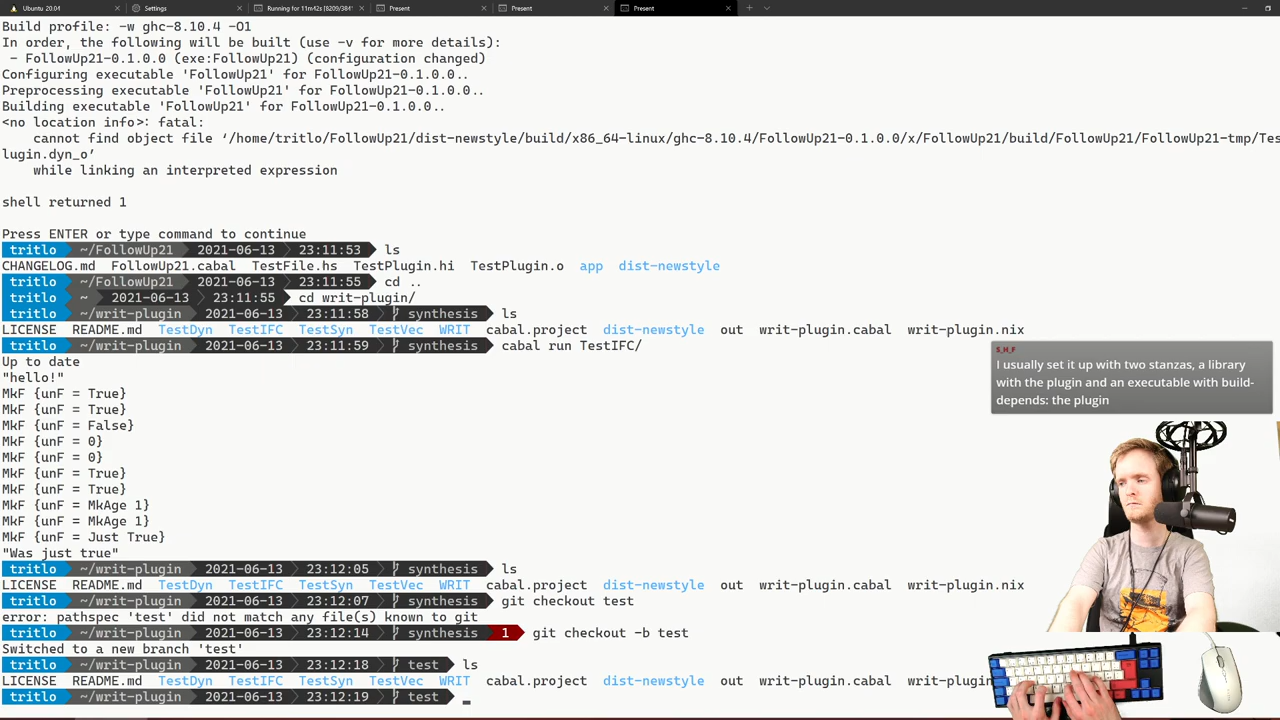 Ubuntu 20.04
Settings
Running for 11m42s [8209/384
Present
Present
Present
Build profile: -w ghc-8.10.4 -O1
In order, the following will be built (use -v for more details):
 - FollowUp21-0.1.0.0 (exe:FollowUp21) (configuration changed)
Configuring executable 'FollowUp21' for FollowUp21-0.1.0.0..
Preprocessing executable 'FollowUp21' for FollowUp21-0.1.0.0..
Building executable 'FollowUp21' for FollowUp21-0.1.0.0..
<no location info>: fatal:
    cannot find object file ‘/home/tritlo/FollowUp21/dist-newstyle/build/x86_64-linux/ghc-8.10.4/FollowUp21-0.1.0.0/x/FollowUp21/build/FollowUp21/FollowUp21-tmp/Tes
lugin.dyn_o’
    while linking an interpreted expression
shell returned 1
Press ENTER or type command to continue
tritlo ~/FollowUp21 2021-06-13 23:11:53 ls
CHANGELOG.md FollowUp21.cabal TestFile.hs TestPlugin.hi TestPlugin.o app dist-newstyle
tritlo ~/FollowUp21 2021-06-13 23:11:55 cd ..
tritlo ~ 2021-06-13 23:11:55 cd writ-plugin/
tritlo ~/writ-plugin 2021-06-13 23:11:58 synthesis ls
LICENSE README.md TestDyn TestIFC TestSyn TestVec WRIT cabal.project dist-newstyle out writ-plugin.cabal writ-plugin.nix
tritlo ~/writ-plugin 2021-06-13 23:11:59 synthesis cabal run TestIFC/
Up to date
"hello!"
MkF {unF = True}
MkF {unF = True}
MkF {unF = False}
MkF {unF = 0}
MkF {unF = 0}
MkF {unF = True}
MkF {unF = True}
MkF {unF = MkAge 1}
MkF {unF = MkAge 1}
MkF {unF = Just True}
"Was just true"
tritlo ~/writ-plugin 2021-06-13 23:12:05 synthesis ls
LICENSE README.md TestDyn TestIFC TestSyn TestVec WRIT cabal.project dist-newstyle out writ-plugin.cabal writ-plugin.nix
tritlo ~/writ-plugin 2021-06-13 23:12:07 synthesis git checkout test
error: pathspec 'test' did not match any file(s) known to git
tritlo ~/writ-plugin 2021-06-13 23:12:14 synthesis 1 git checkout -b test
Switched to a new branch 'test'
tritlo ~/writ-plugin 2021-06-13 23:12:18 test ls
LICENSE README.md TestDyn TestIFC TestSyn TestVec WRIT cabal.project dist-newstyle out writ-plugin.cabal writ-plugin
tritlo ~/writ-plugin 2021-06-13 23:12:19 test
S_H_F
I usually set it up with two stanzas, a library
with the plugin and an executable with build-
depends: the plugin